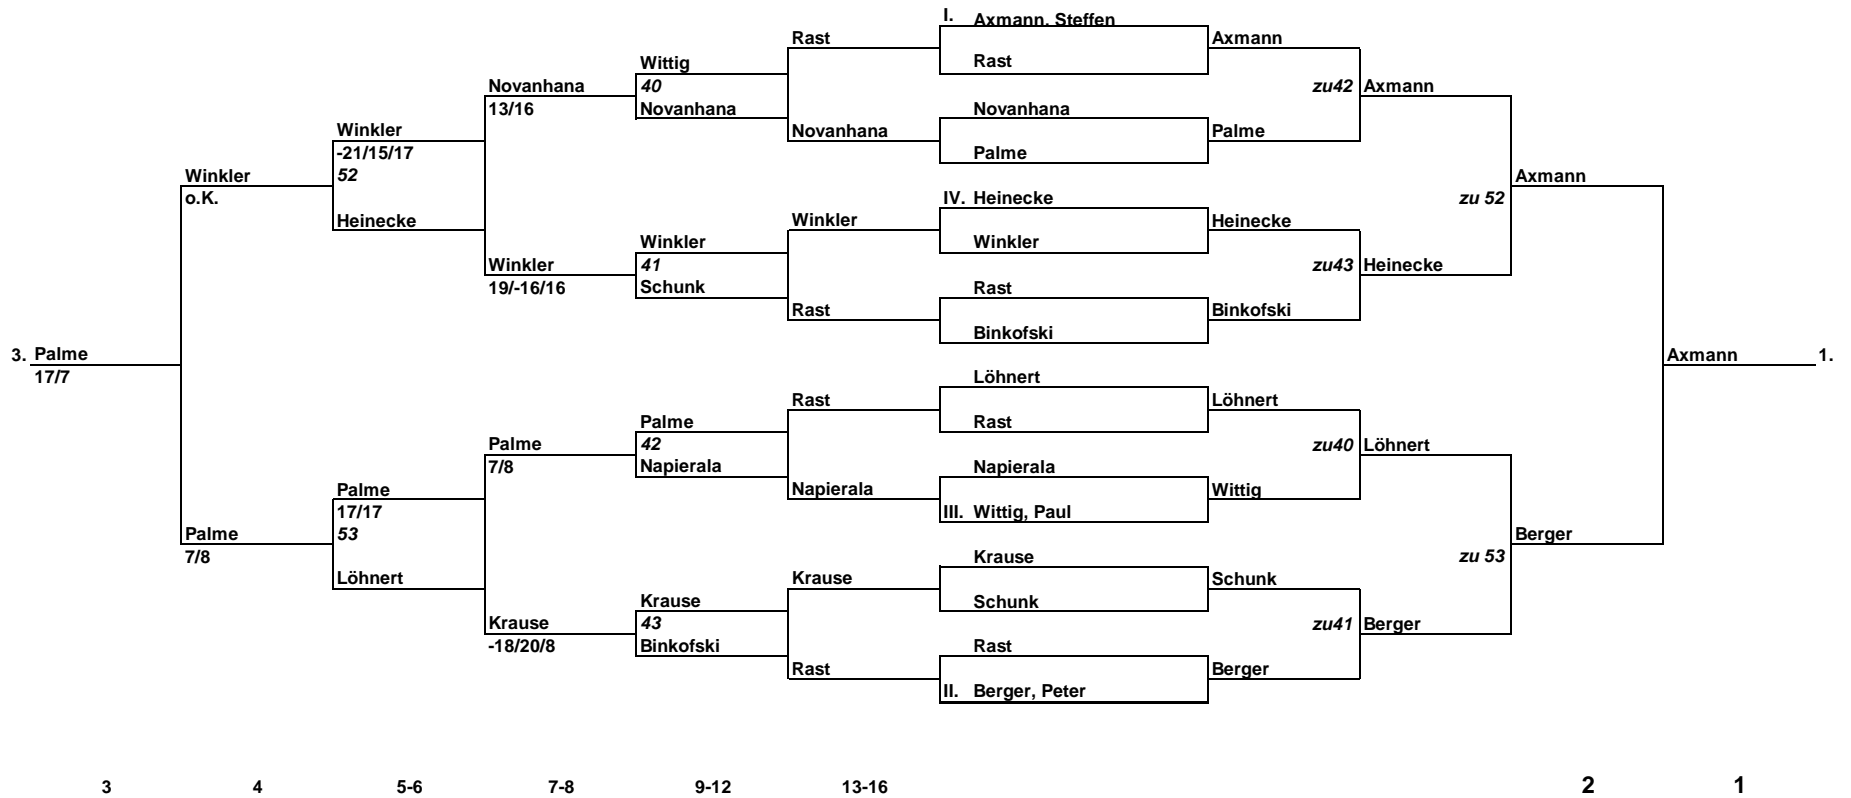 I. Axmann, Steffen
Rast Axmann
Wittig Rast
Novanhana 40 zu42 Axmann
13/16 Novanhana Novanhana
Winkler Novanhana Palme
-21/15/17 Palme
Winkler 52 Axmann
o.K. IV. Heinecke zu 52
Heinecke Winkler Heinecke
Winkler Winkler
Winkler 41 zu43 Heinecke
19/-16/16 Schunk Rast
Rast Binkofski
Binkofski
3. Palme Axmann 1.
17/7 Löhnert
Rast Löhnert
Palme Rast
Palme 42 zu40 Löhnert
7/8 Napierala Napierala
Palme Napierala Wittig
17/17 III. Wittig, Paul
Palme 53 Berger
7/8 Krause zu 53
Löhnert Krause Schunk
Krause Schunk
Krause 43 zu41 Berger
-18/20/8 Binkofski Rast
Rast Berger
II. Berger, Peter
3 4 5-6 7-8 9-12 13-16 2 1